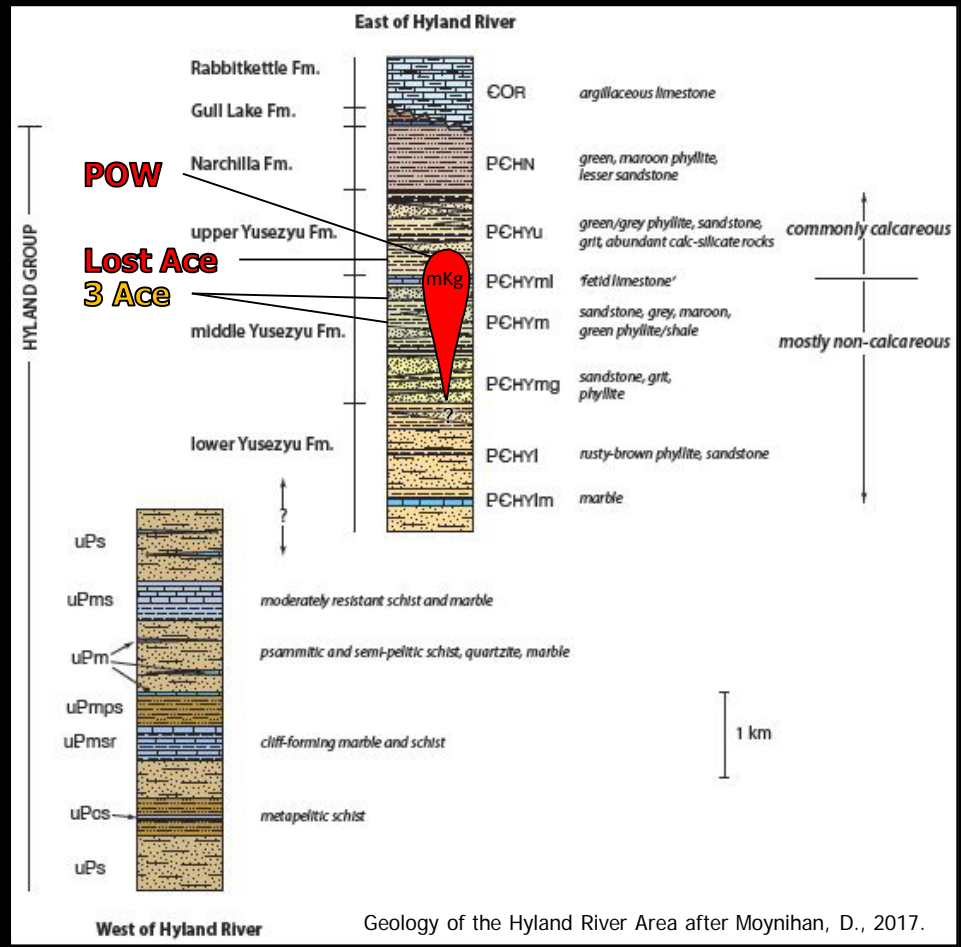 East of Hyland River
Rabbitkettle Fm.
ЄOR
argillaceous limestone
Gull Lake Fm.
Narchilla Fm.
PЄHN
green, maroon phyllite,
lesser sandstone
POW
upper Yusezyu Fm.
PЄHYu
green/grey phyllite, sandstone,
grit, abundant calc-silicate rocks
commonly calcareous
Lost Ace
mKg
PЄHYml
'fetid limestone'
3 Ace
middle Yusezyu Fm.
PЄHYm
sandstone, grey, maroon,
green phyllite/shale
mostly non-calcareous
PЄHYmg
sandstone, grit,
phyllite
?
lower Yusezyu Fm.
PЄHYl
rusty-brown phyllite, sandstone
PЄHYlm
marble
HYLAND GROUP
?
uPs
uPms
moderately resistant schist and marble
uPm
psammitic and semi-pelitic schist, quartzite, marble
uPmps
uPmsr
cliff-forming marble and schist
1 km
uPcs
metapelitic schist
uPs
West of Hyland River
Geology of the Hyland River Area after Moynihan, D., 2017.